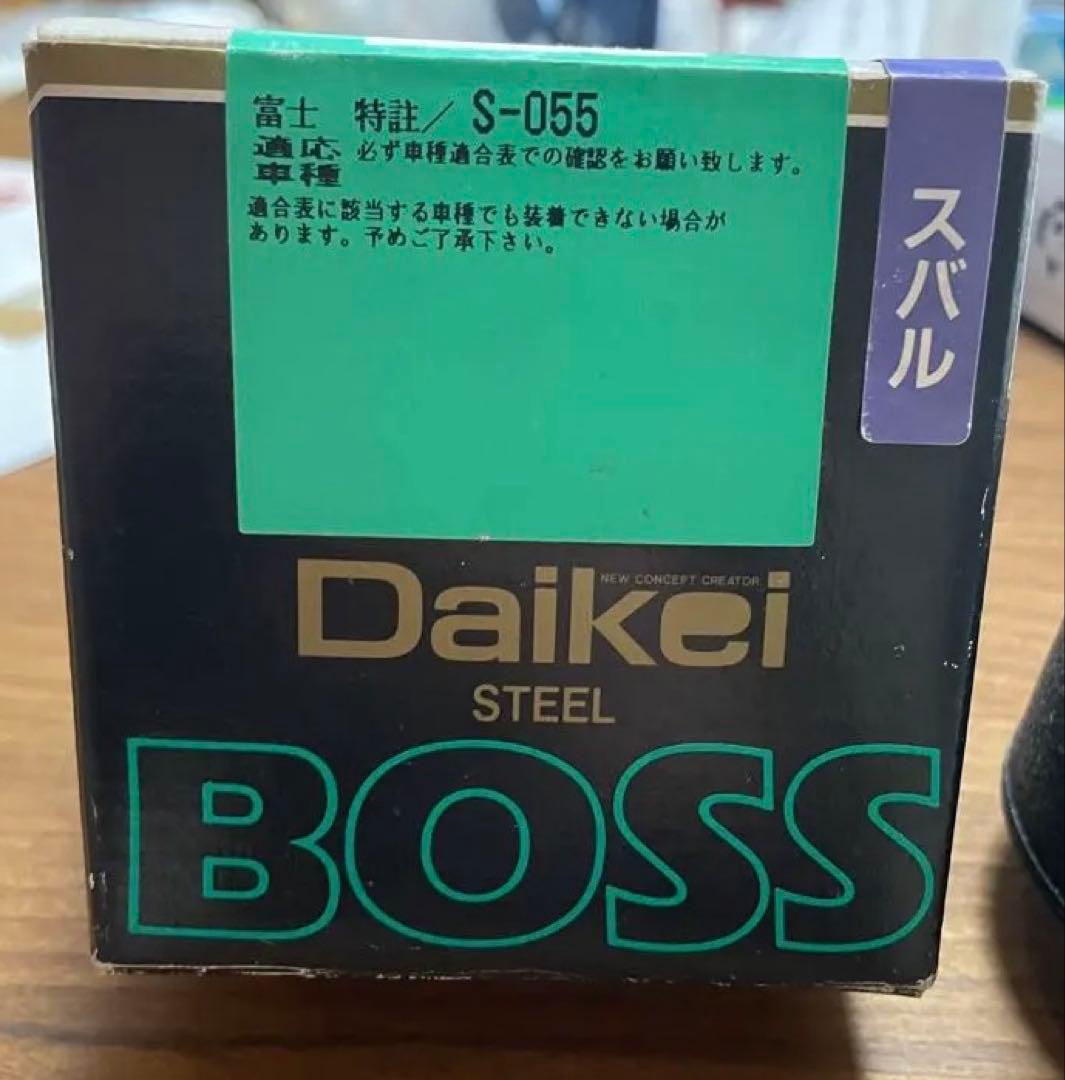 富士 特註／ S-055
適応車種 必ず車種適合表での確認をお願い致します。
適合表に該当する車種でも装着できない場合が
あります。予めご了承下さい。
スバル
NEW CONCEPT CREATOR
Daikei
STEEL
BOSS